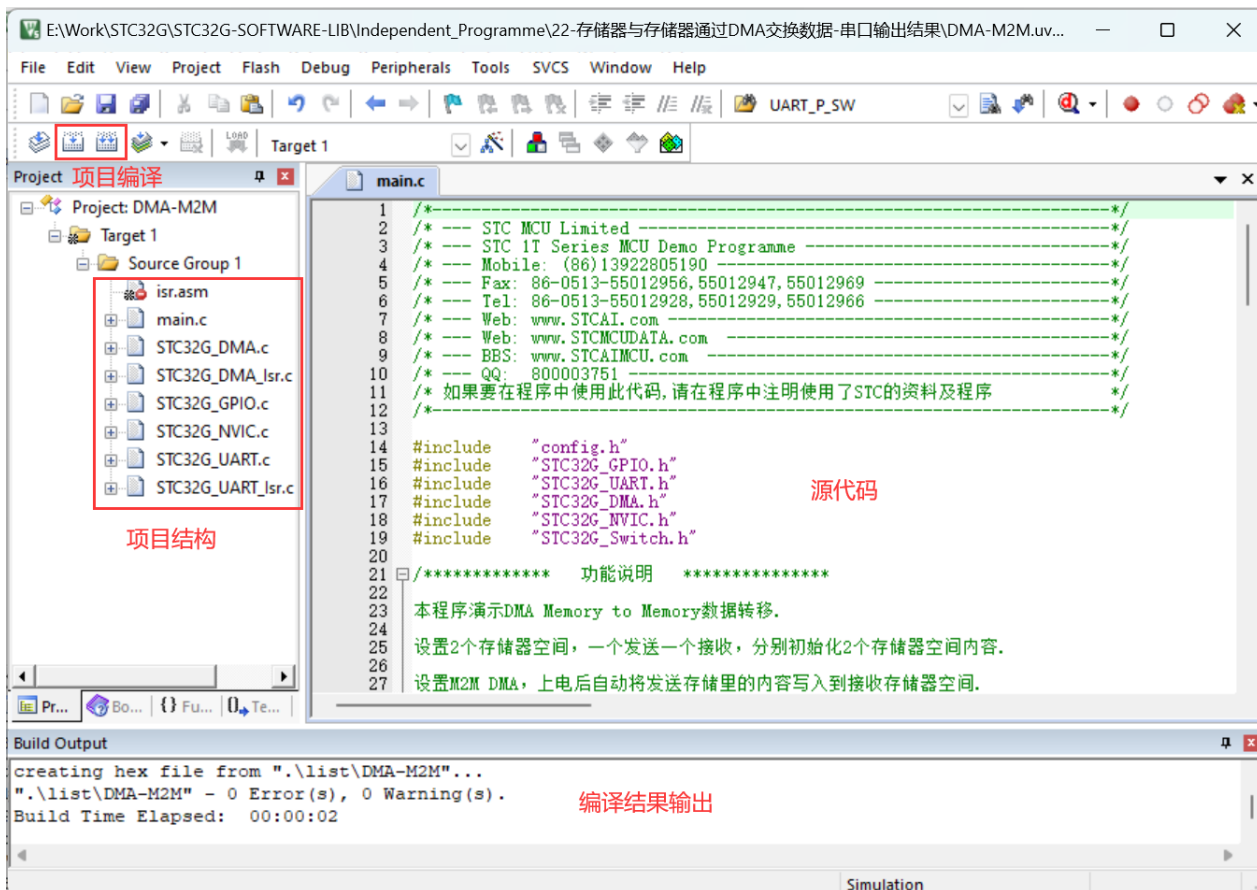 E:\Work\STC32G\STC32G-SOFTWARE-LIB\Independent_Programme\22-存储器与存储器通过DMA交换数据-串口输出结果\DMA-M2M.uv...
File Edit View Project Flash Debug Peripherals Tools SVCS Window Help
UART_P_SW
LOAD Target 1
Project 项目编译
main.c
Project: DMA-M2M
Target 1
Source Group 1
isr.asm
main.c
STC32G_DMA.c
STC32G_DMA_Isr.c
STC32G_GPIO.c
STC32G_NVIC.c
STC32G_UART.c
STC32G_UART_Isr.c
项目结构
1 /*---------------------------------------------------------------------*/
2 /* --- STC MCU Limited ------------------------------------------------*/
3 /* --- STC 1T Series MCU Demo Programme -------------------------------*/
4 /* --- Mobile: (86)13922805190 ----------------------------------------*/
5 /* --- Fax: 86-0513-55012956,55012947,55012969 ------------------------*/
6 /* --- Tel: 86-0513-55012928,55012929,55012966 ------------------------*/
7 /* --- Web: www.STCAI.com ---------------------------------------------*/
8 /* --- Web: www.STCMCUDATA.com ---------------------------------------*/
9 /* --- BBS: www.STCAIMCU.com -----------------------------------------*/
10 /* --- QQ: 800003751 -------------------------------------------------*/
11 /* 如果要在程序中使用此代码,请在程序中注明使用了STC的资料及程序 */
12 /*---------------------------------------------------------------------*/
13
14 #include "config.h"
15 #include "STC32G_GPIO.h"
16 #include "STC32G_UART.h"
17 #include "STC32G_DMA.h"
18 #include "STC32G_NVIC.h"
19 #include "STC32G_Switch.h"
20
21 /************* 功能说明 ***************
22
23 本程序演示DMA Memory to Memory数据转移.
24
25 设置2个存储器空间，一个发送一个接收，分别初始化2个存储器空间内容.
26
27 设置M2M DMA，上电后自动将发送存储里的内容写入到接收存储器空间.
源代码
Pr... Bo... {} Fu... 0 Te...
Build Output
creating hex file from ".\list\DMA-M2M"...
".\list\DMA-M2M" - 0 Error(s), 0 Warning(s).
Build Time Elapsed: 00:00:02
编译结果输出
Simulation